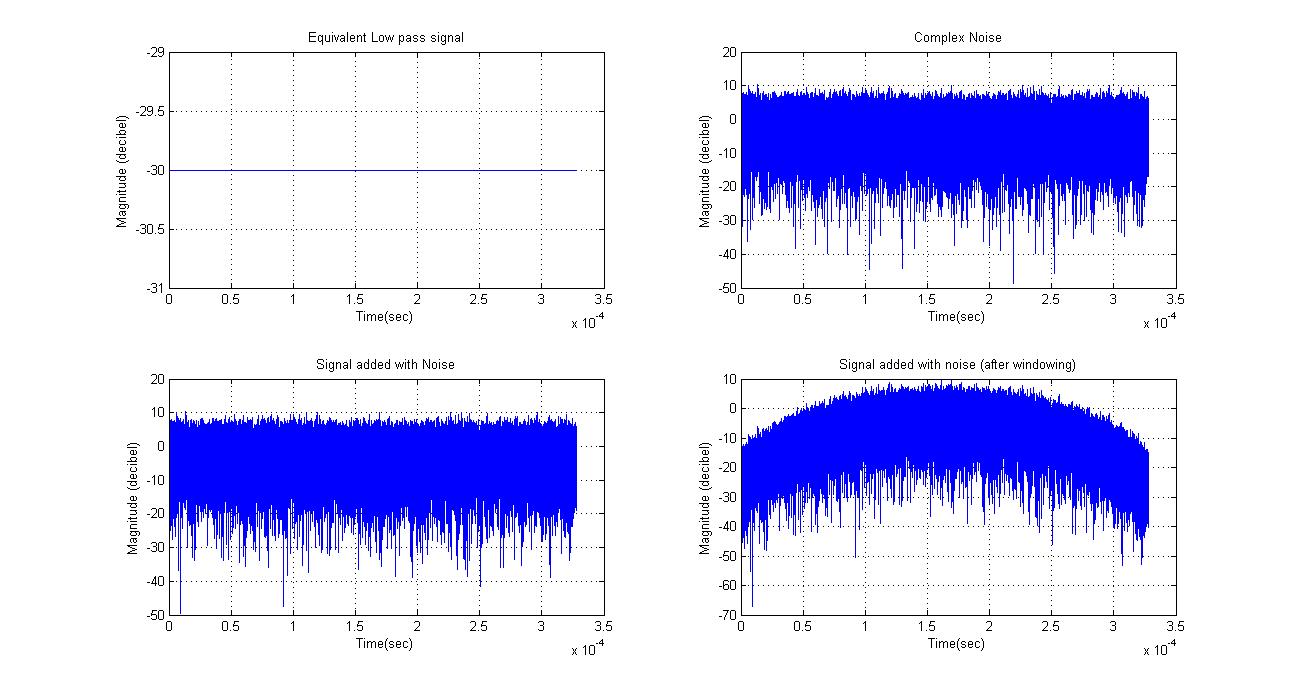 Equivalent Low pass signal
Magnitude (decibel)
-29
-29.5
-30
-30.5
-31
0 0.5 1 1.5 2 2.5 3 3.5
Time(sec)
x 10-4
Complex Noise
Magnitude (decibel)
20
10
0
-10
-20
-30
-40
-50
0 0.5 1 1.5 2 2.5 3 3.5
Time(sec)
x 10-4
Signal added with Noise
Magnitude (decibel)
20
10
0
-10
-20
-30
-40
-50
0 0.5 1 1.5 2 2.5 3 3.5
Time(sec)
x 10-4
Signal added with noise (after windowing)
Magnitude (decibel)
10
0
-10
-20
-30
-40
-50
-60
-70
0 0.5 1 1.5 2 2.5 3 3.5
Time(sec)
x 10-4